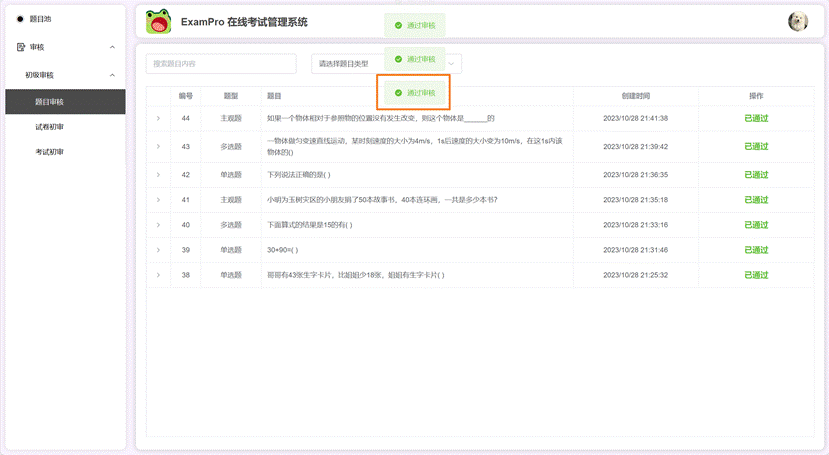 题目池
审核
初级审核
题目审核
试卷初审
考试初审
ExamPro 在线考试管理系统
通过审核
通过审核
通过审核
搜索题目内容
请选择题目类型
编号 题型 题目 创建时间 操作
44 主观题 如果一个物体相对于参照物的位置没有发生改变，则这个物体是______的 2023/10/28 21:41:38 已通过
43 多选题 一物体做匀变速直线运动，某时刻速度的大小为4m/s，1s后速度的大小变为10m/s，在这1s内该 2023/10/28 21:39:42 已通过
物体的()
42 单选题 下列说法正确的是( ) 2023/10/28 21:36:35 已通过
41 主观题 小明为玉树灾区的小朋友捐了50本故事书，40本连环画，一共是多少本书? 2023/10/28 21:35:18 已通过
40 多选题 下面算式的结果是15的有( ) 2023/10/28 21:33:16 已通过
39 单选题 30+90=( ) 2023/10/28 21:31:46 已通过
38 单选题 哥哥有43张生字卡片，比姐姐少18张，姐姐有生字卡片( ) 2023/10/28 21:25:32 已通过